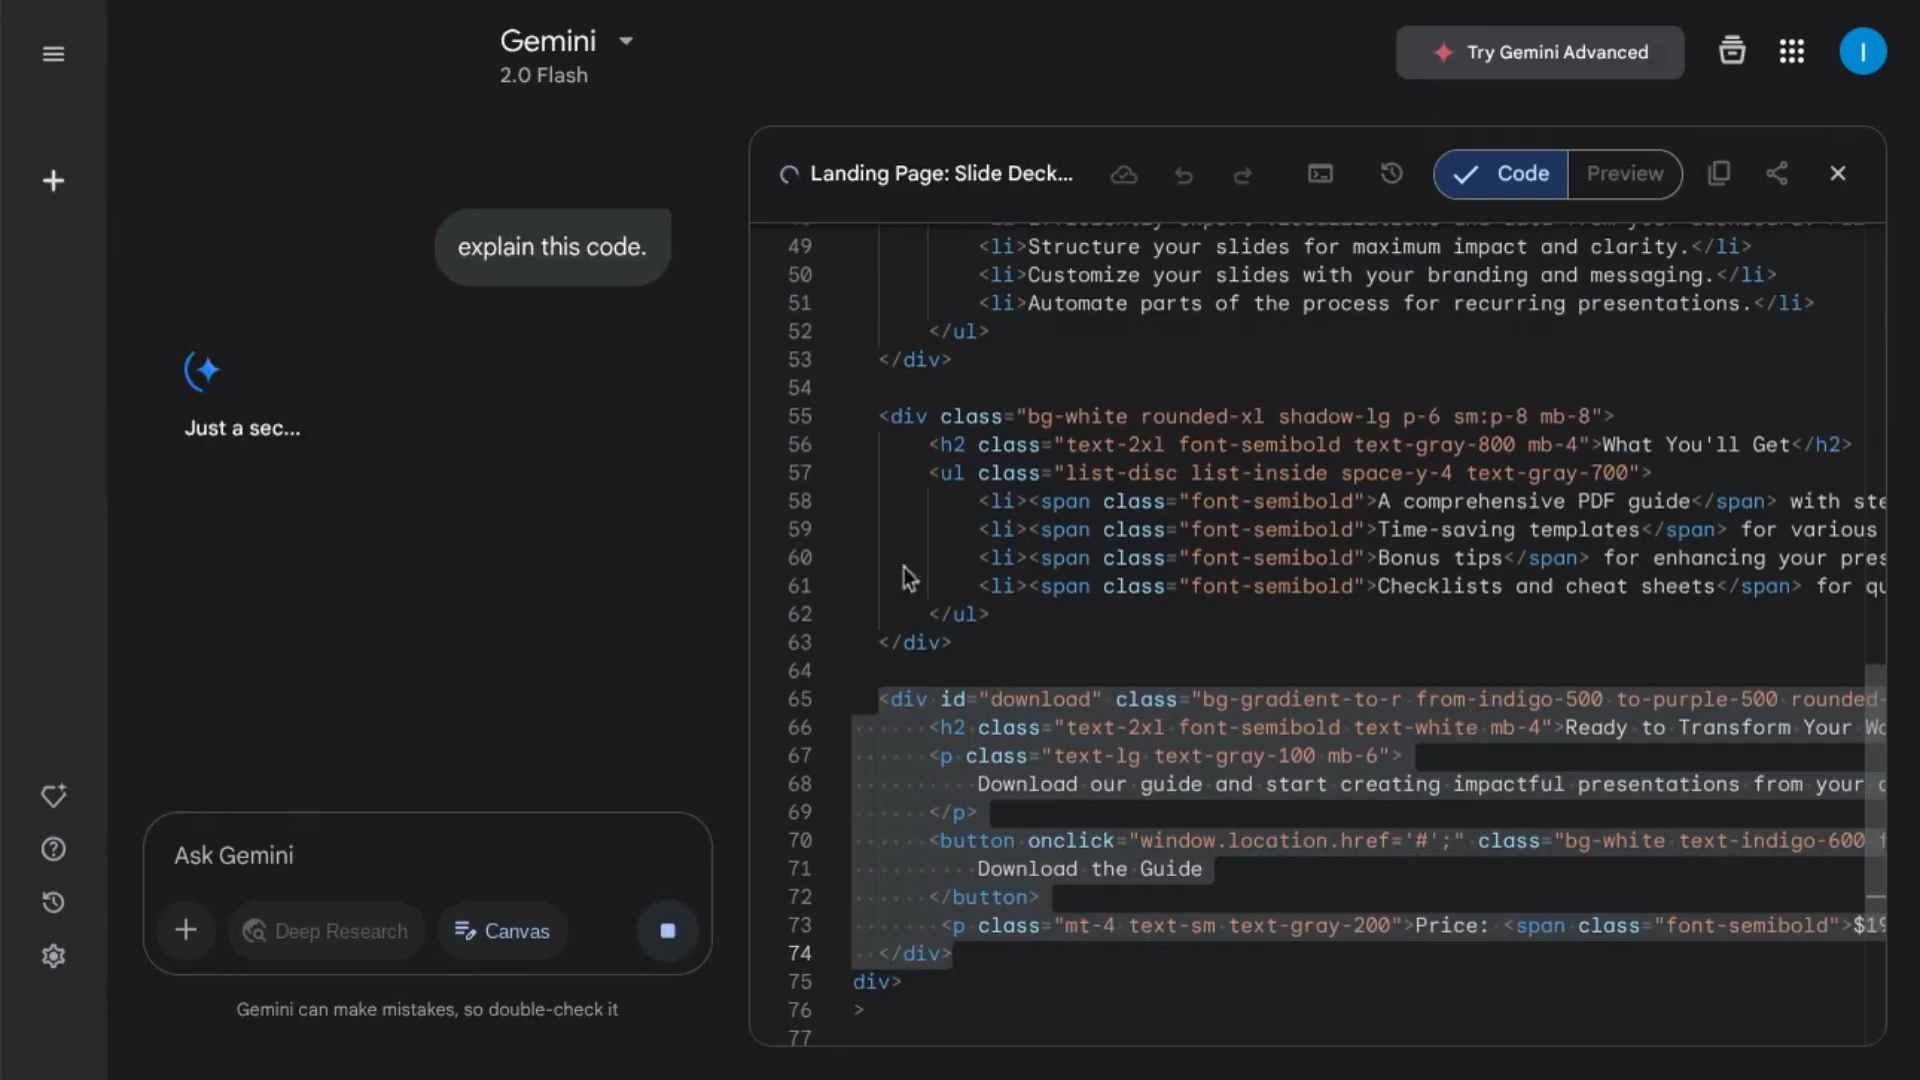 Gemini
2.0 Flash
Try Gemini Advanced
I
explain this code.
Just a sec...
Ask Gemini
Deep Research
Canvas
Gemini can make mistakes, so double-check it
Landing Page: Slide Deck...
Code
Preview
49 <li>Structure your slides for maximum impact and clarity.</li>
50 <li>Customize your slides with your branding and messaging.</li>
51 <li>Automate parts of the process for recurring presentations.</li>
52 </ul>
53 </div>
54
55 <div class="bg-white rounded-xl shadow-lg p-6 sm:p-8 mb-8">
56 <h2 class="text-2xl font-semibold text-gray-800 mb-4">What You'll Get</h2>
57 <ul class="list-disc list-inside space-y-4 text-gray-700">
58 <li><span class="font-semibold">A comprehensive PDF guide</span> with ste
59 <li><span class="font-semibold">Time-saving templates</span> for various
60 <li><span class="font-semibold">Bonus tips</span> for enhancing your pres
61 <li><span class="font-semibold">Checklists and cheat sheets</span> for qu
62 </ul>
63 </div>
64
65 <div id="download" class="bg-gradient-to-r from-indigo-500 to-purple-500 rounded-
66 <h2 class="text-2xl font-semibold text-white mb-4">Ready to Transform Your Wo
67 <p class="text-lg text-gray-100 mb-6">
68 Download our guide and start creating impactful presentations from your
69 </p>
70 <button onclick="window.location.href='#';" class="bg-white text-indigo-600 f
71 Download the Guide
72 </button>
73 <p class="mt-4 text-sm text-gray-200">Price: <span class="font-semibold">$19
74 </div>
75 div>
76 >
77